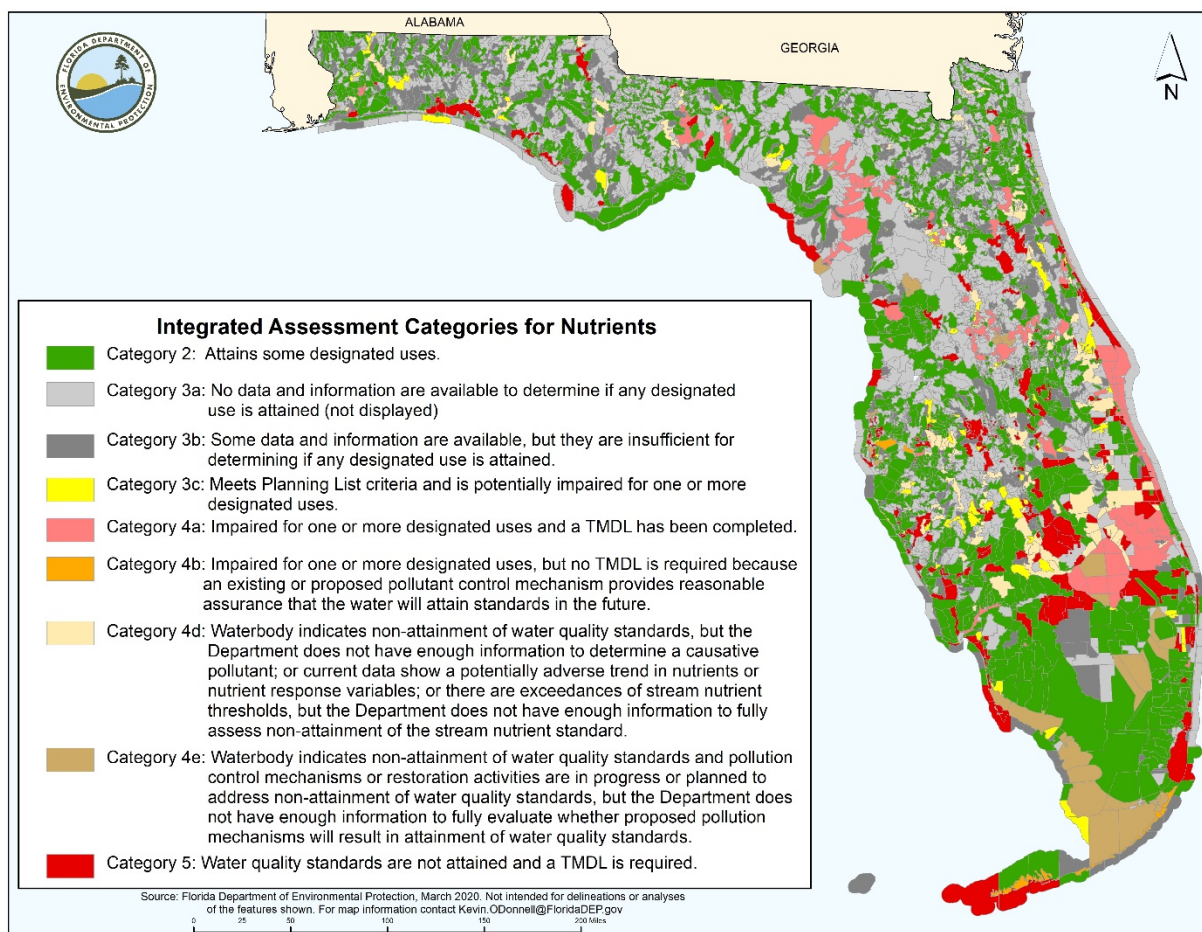 ALABAMA
GEORGIA
FLORIDA DEPARTMENT OF
ENVIRONMENTAL PROTECTION
N
Integrated Assessment Categories for Nutrients
Category 2: Attains some designated uses.
Category 3a: No data and information are available to determine if any designated
use is attained (not displayed)
Category 3b: Some data and information are available, but they are insufficient for
determining if any designated use is attained.
Category 3c: Meets Planning List criteria and is potentially impaired for one or more
designated uses.
Category 4a: Impaired for one or more designated uses and a TMDL has been completed.
Category 4b: Impaired for one or more designated uses, but no TMDL is required because
an existing or proposed pollutant control mechanism provides reasonable
assurance that the water will attain standards in the future.
Category 4d: Waterbody indicates non-attainment of water quality standards, but the
Department does not have enough information to determine a causative
pollutant; or current data show a potentially adverse trend in nutrients or
nutrient response variables; or there are exceedances of stream nutrient
thresholds, but the Department does not have enough information to fully
assess non-attainment of the stream nutrient standard.
Category 4e: Waterbody indicates non-attainment of water quality standards and pollution
control mechanisms or restoration activities are in progress or planned to
address non-attainment of water quality standards, but the Department does
not have enough information to fully evaluate whether proposed pollution
mechanisms will result in attainment of water quality standards.
Category 5: Water quality standards are not attained and a TMDL is required.
Source: Florida Department of Environmental Protection, March 2020. Not intended for delineations or analyses
of the features shown. For map information contact Kevin.ODonnell@FloridaDEP.gov
0 25 50 100 150 200 Miles